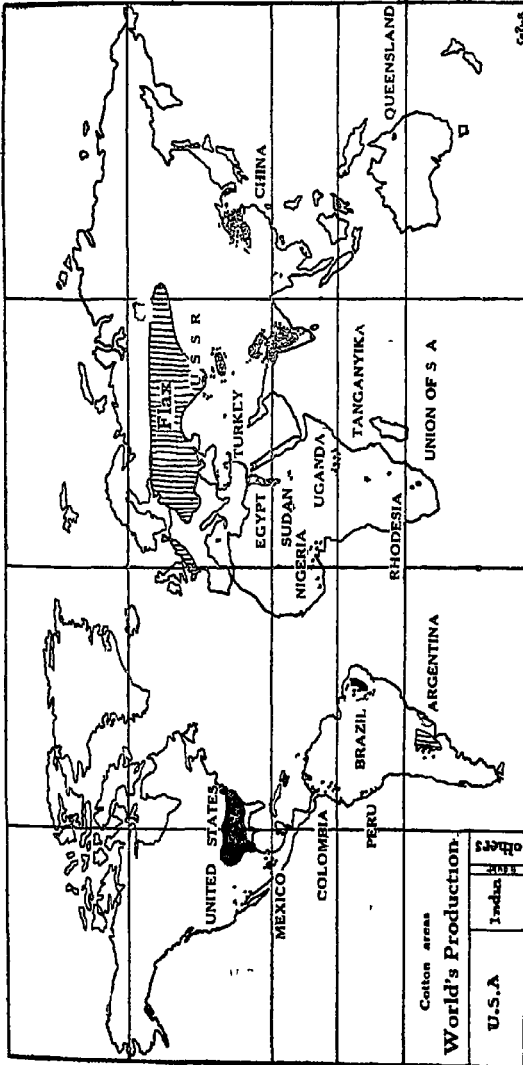 Flax
U S S R
CHINA
TURKEY
EGYPT
SUDAN
NIGERIA
UGANDA
TANGANYIKA
RHODESIA
UNION OF S A
QUEENSLAND
UNITED STATES
MEXICO
COLOMBIA
PERU
BRAZIL
ARGENTINA
Cotton areas
World's Production
U.S.A
India
others